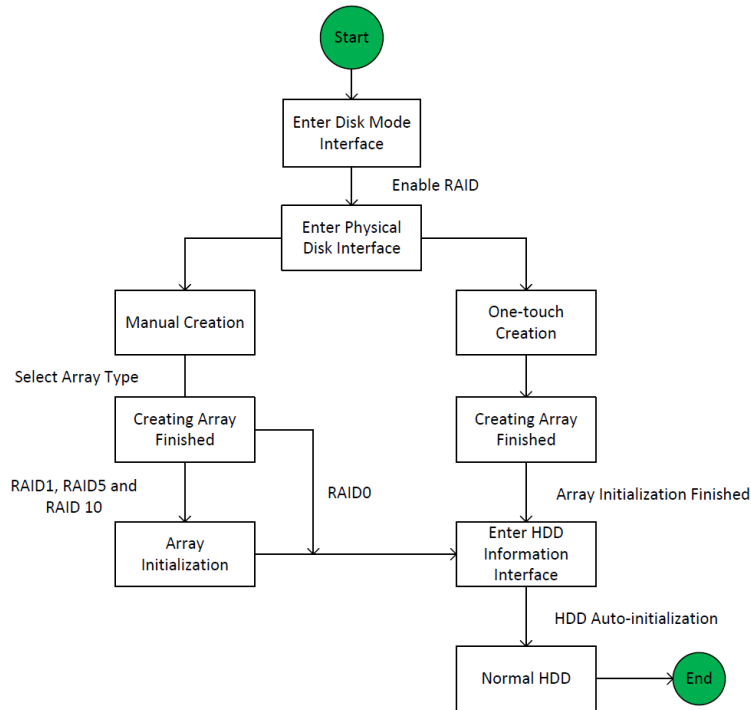 Start
Enter Disk Mode
Interface
Enable RAID
Enter Physical
Disk Interface
Manual Creation
One-touch
Creation
Select Array Type
Creating Array
Finished
Creating Array
Finished
RAID1, RAID5 and
RAID 10
RAID0
Array Initialization Finished
Array
Initialization
Enter HDD
Information
Interface
HDD Auto-initialization
Normal HDD
End